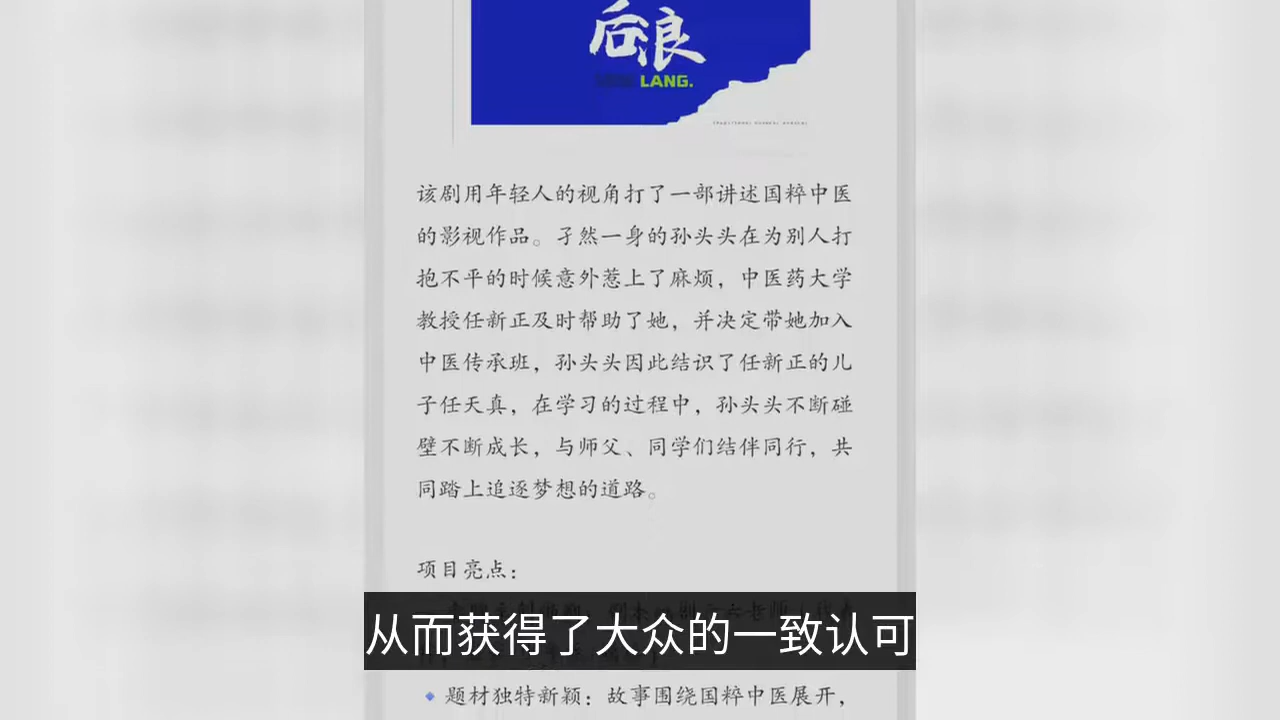 后浪
LANG.
该剧用年轻人的视角打了一部讲述国粹中医
的影视作品。孑然一身的孙头头在为别人打
抱不平的时候意外惹上了麻烦，中医药大学
教授任新正及时帮助了她，并决定带她加入
中医传承班，孙头头因此结识了任新正的儿
子任天真，在学习的过程中，孙头头不断碰
壁不断成长，与师父、同学们结伴同行，共
同踏上追逐梦想的道路。
项目亮点：
从而获得了大众的一致认可
题材独特新颖：故事围绕国粹中医展开，